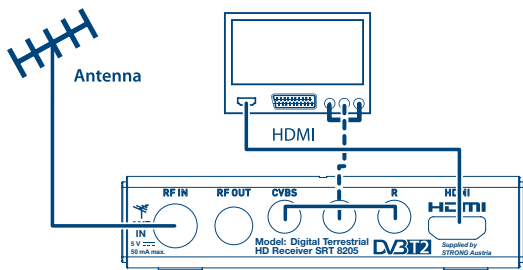 Antenna
HDMI
RF IN
RF OUT
CVBS
R
HDMI
HDMI
ANT
IN
5 V
50 mA max.
Model: Digital Terrestrial
HD Receiver SRT 8205
DVB T2
Supplied by
STRONG Austria